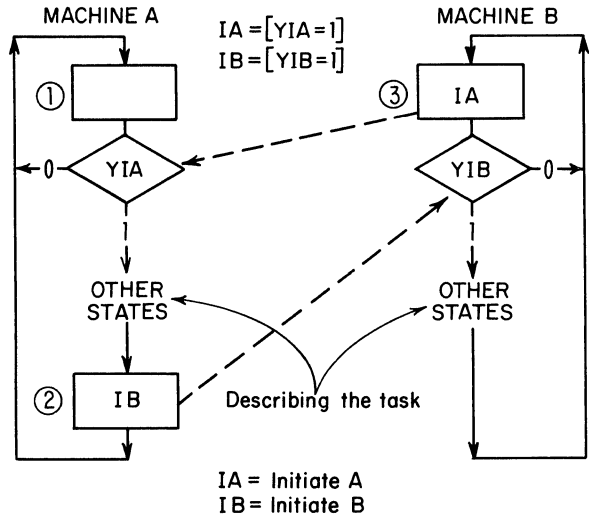 MACHINE A
IA=[YIA=1]
IB=[YIB=1]
MACHINE B
1
3
IA
YIA
0
YIB
0
1
1
OTHER
STATES
OTHER
STATES
2
IB
Describing the task
IA= Initiate A
IB= Initiate B